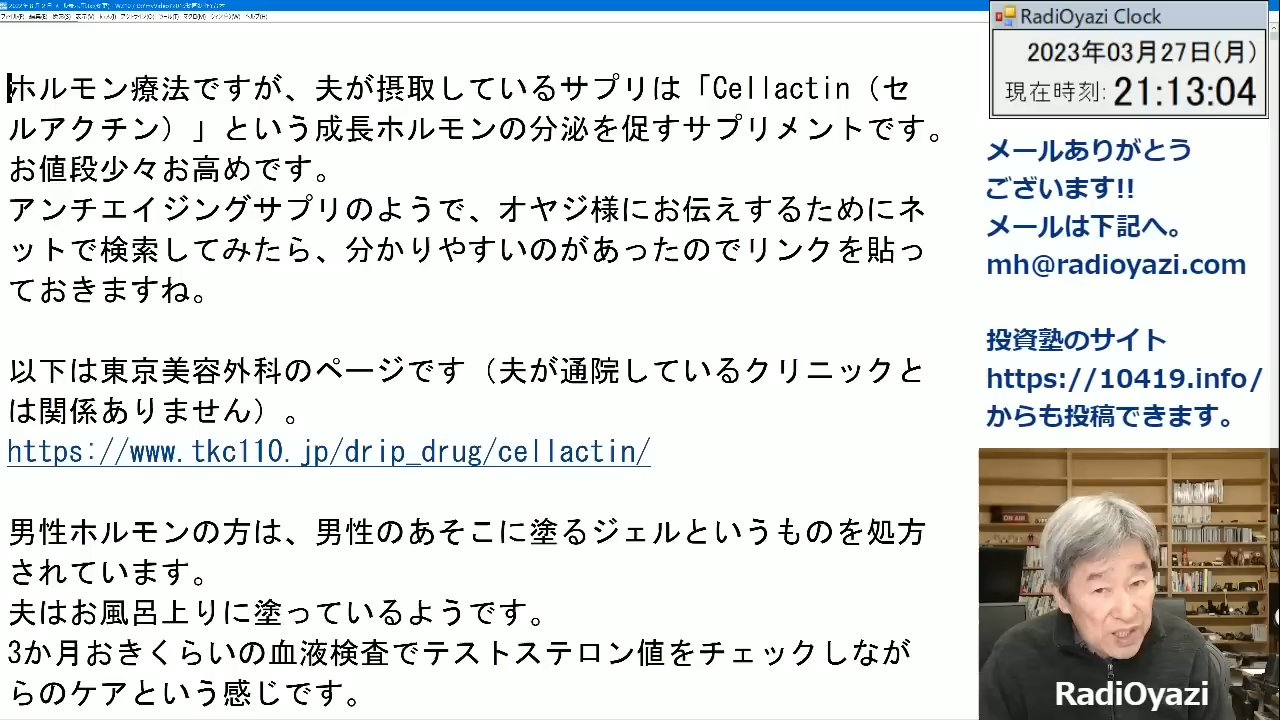 ホルモン療法ですが、夫が摂取しているサプリは「Cellactin（セ
ルアクチン）」という成長ホルモンの分泌を促すサプリメントです。
お値段少々お高めです。
アンチエイジングサプリのようで、オヤジ様にお伝えするためにネ
ットで検索してみたら、分かりやすいのがあったのでリンクを貼っ
ておきますね。
以下は東京美容外科のページです（夫が通院しているクリニックと
は関係ありません）。
https://www.tkc110.jp/drip_drug/cellactin/
男性ホルモンの方は、男性のあそこに塗るジェルというものを処方
されています。
夫はお風呂上りに塗っているようです。
3か月おきくらいの血液検査でテストステロン値をチェックしなが
らのケアという感じです。
RadiOyazi Clock
2023年03月27日(月)
現在時刻: 21:13:04
メールありがとう
ございます!!
メールは下記へ。
mh@radioyazi.com
投資塾のサイト
https://10419.info/
からも投稿できます。
ON AIR
RadiOyazi